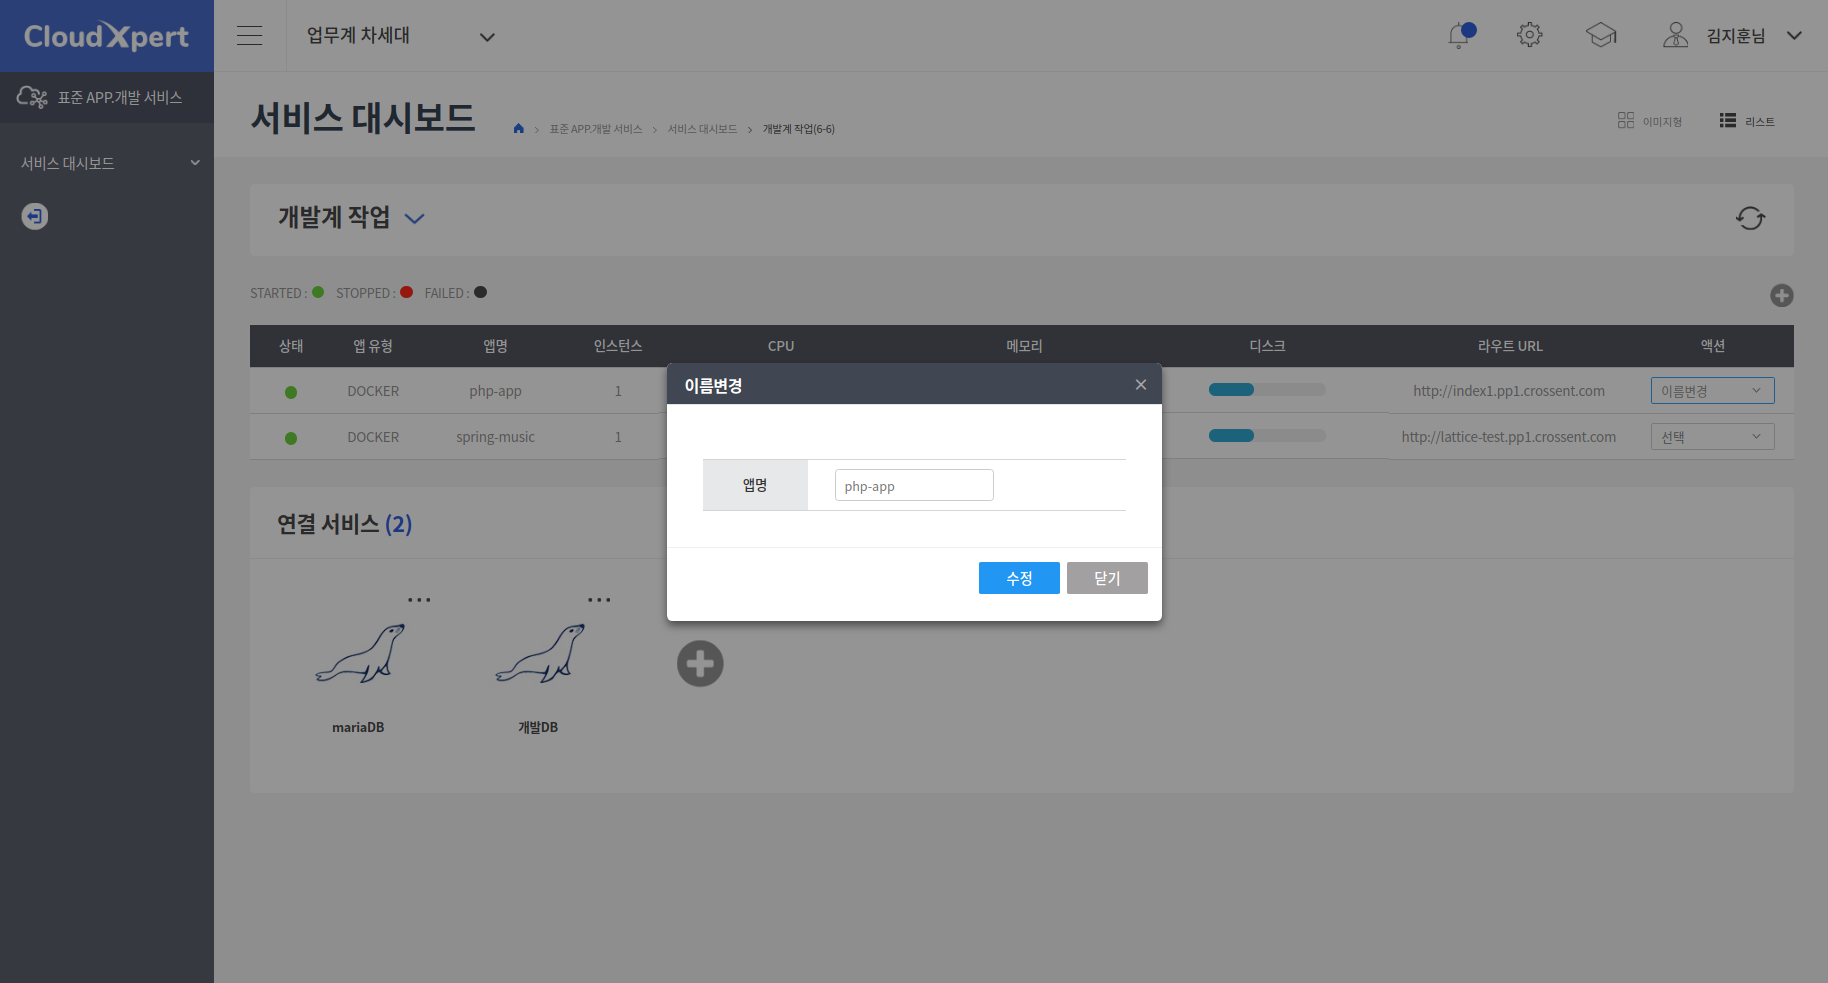 CloudXpert
업무계 차세대
김지훈님
표준 APP.개발 서비스
서비스 대시보드
서비스 대시보드
표준 APP.개발 서비스 > 서비스 대시보드 > 개발계 작업(6-6)
이미지형
리스트
개발계 작업
STARTED : STOPPED : FAILED :
상태 앱 유형 앱명 인스턴스 CPU 메모리 디스크 라우트 URL 액션
DOCKER php-app 1 http://index1.pp1.crossent.com 이름변경
DOCKER spring-music 1 http://lattice-test.pp1.crossent.com 선택
이름변경
앱명 php-app
수정 닫기
연결 서비스 (2)
mariaDB 개발DB